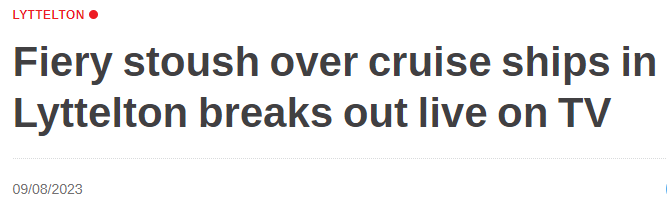 LYTTELTON
Fiery stoush over cruise ships in
Lyttelton breaks out live on TV
09/08/2023